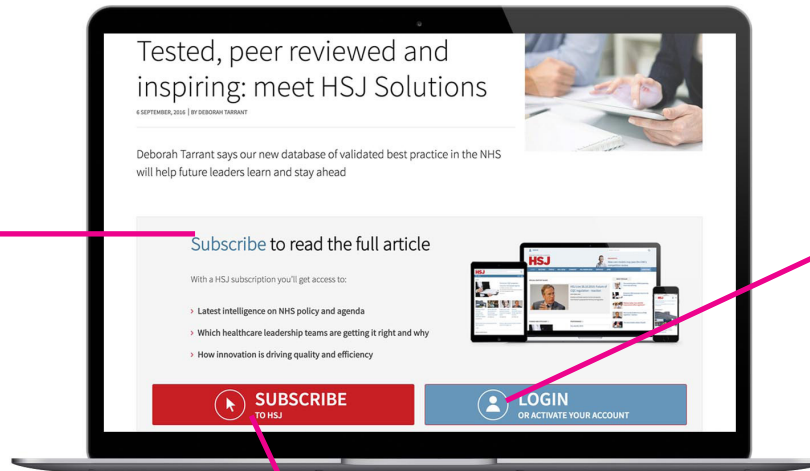 Tested, peer reviewed and
inspiring: meet HSJ Solutions
6 SEPTEMBER, 2016 | BY DEBORAH TARRANT
Deborah Tarrant says our new database of validated best practice in the NHS
will help future leaders learn and stay ahead
Subscribe to read the full article
With a HSJ subscription you'll get access to:
> Latest intelligence on NHS policy and agenda
> Which healthcare leadership teams are getting it right and why
> How innovation is driving quality and efficiency
HSJ
HSJ
SUBSCRIBE
TO HSJ
LOGIN
OR ACTIVATE YOUR ACCOUNT